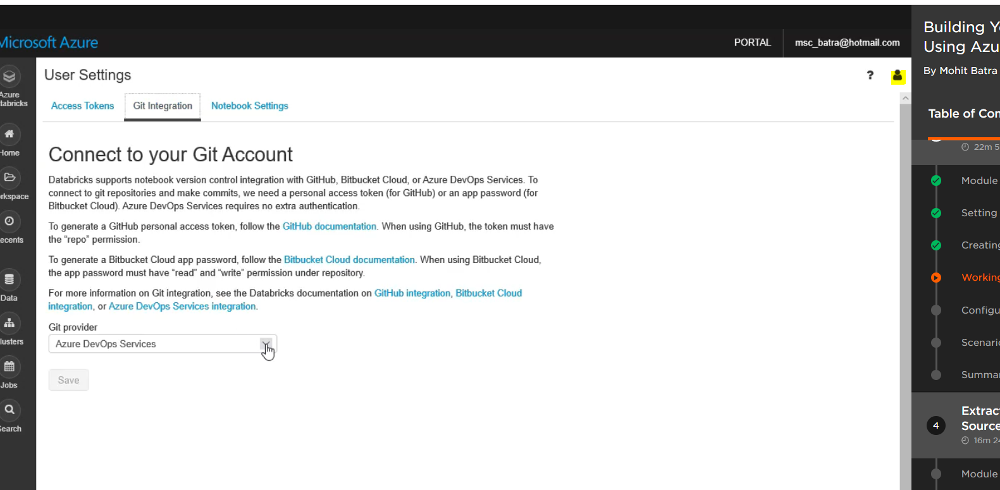 Microsoft Azure
PORTAL
msc_batra@hotmail.com
User Settings
?
Access Tokens
Git Integration
Notebook Settings
Connect to your Git Account
Databricks supports notebook version control integration with GitHub, Bitbucket Cloud, or Azure DevOps Services. To
connect to git repositories and make commits, we need a personal access token (for GitHub) or an app password (for
Bitbucket Cloud). Azure DevOps Services requires no extra authentication.
To generate a GitHub personal access token, follow the GitHub documentation. When using GitHub, the token must have
the “repo” permission.
To generate a Bitbucket Cloud app password, follow the Bitbucket Cloud documentation. When using Bitbucket Cloud,
the app password must have “read” and “write” permission under repository.
For more information on Git integration, see the Databricks documentation on GitHub integration, Bitbucket Cloud
integration, or Azure DevOps Services integration.
Git provider
Azure DevOps Services
Save
Azure
tabricks
Home
rkspace
ecents
Data
lusters
Jobs
Search
Building Y
Using Azu
By Mohit Batra
Table of Con
22m 5
Module
Setting
Creating
Working
Configu
Scenario
Summar
4
Extract
Source
16m 24
Module